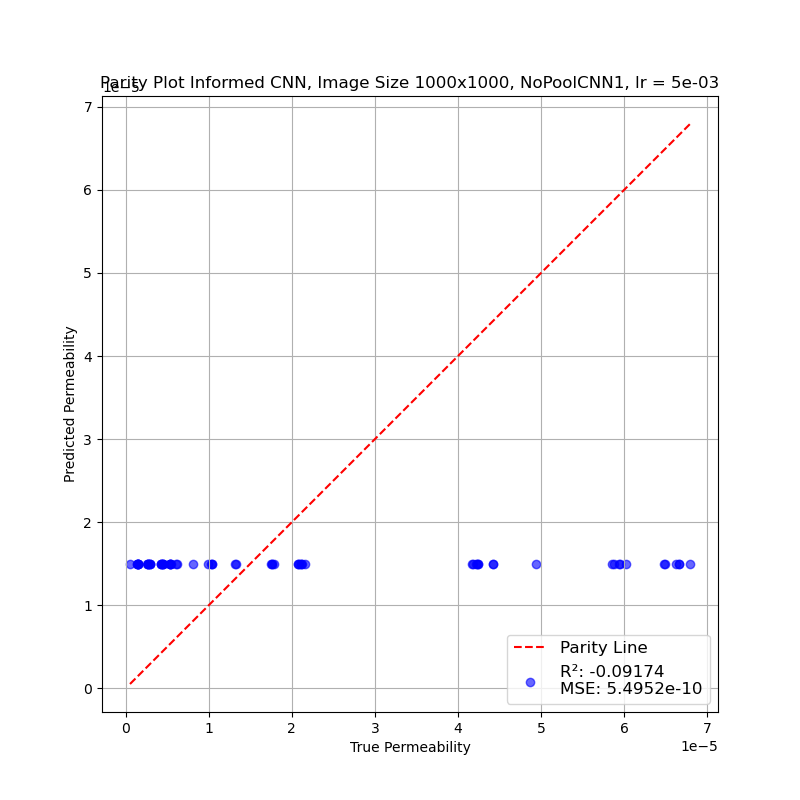 Parity Plot Informed CNN, Image Size 1000x1000, NoPoolCNN1, lr = 5e-03
1e−5
7
6
5
4
3
2
1
0
Predicted Permeability
Parity Line
R²: -0.09174
MSE: 5.4952e-10
0 1 2 3 4 5 6 7
1e−5
True Permeability